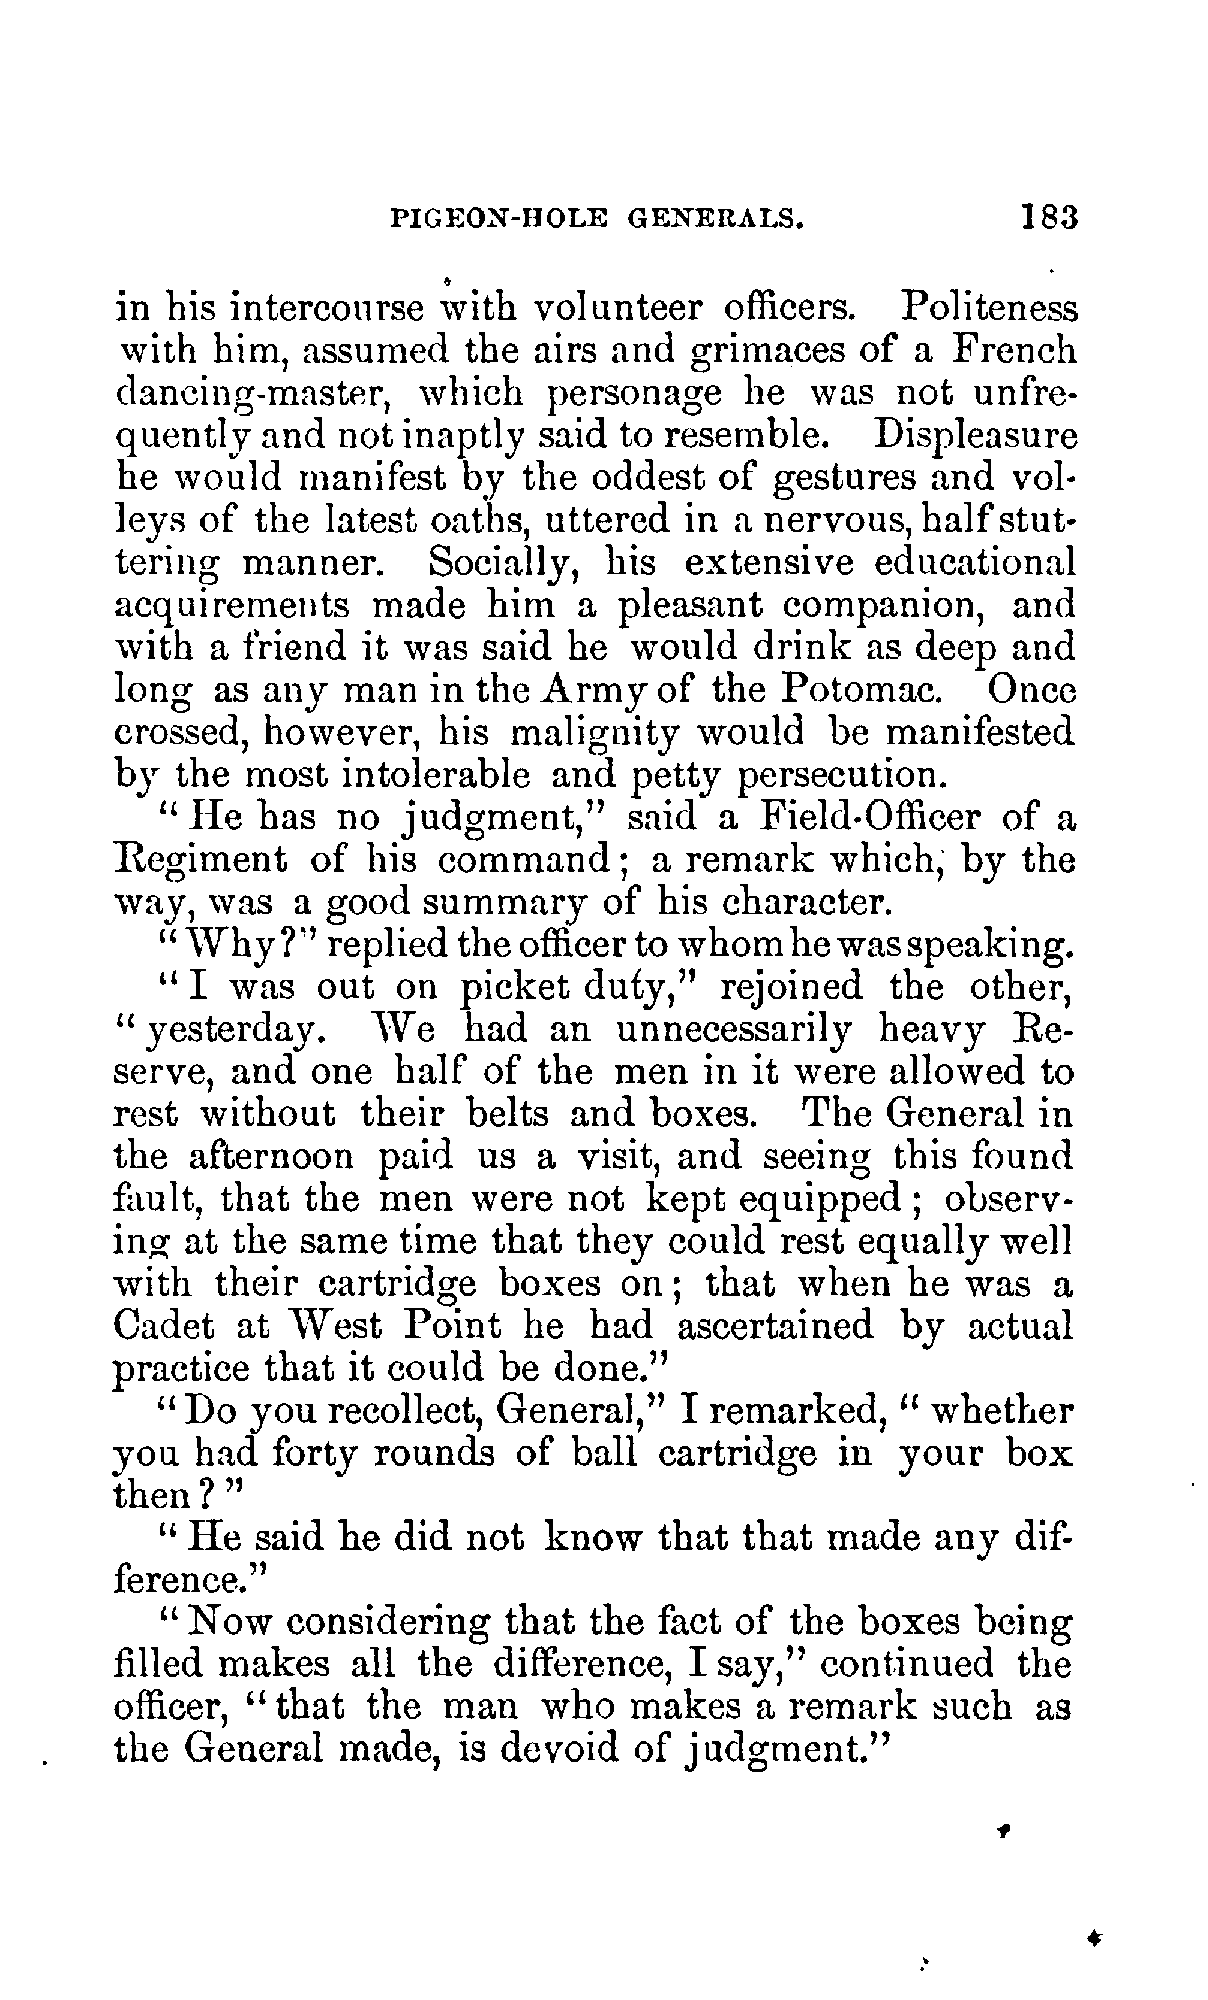 PIGEON-HOLE GENERALS. 183
in his intercourse with volunteer officers. Politeness
with him, assumed the airs and grimaces of a French
dancing-master, which personage he was not unfre-
quently and not inaptly said to resemble. Displeasure
he would manifest by the oddest of gestures and vol-
leys of the latest oaths, uttered in a nervous, half stut-
tering manner. Socially, his extensive educational
acquirements made him a pleasant companion, and
with a friend it was said he would drink as deep and
long as any man in the Army of the Potomac. Once
crossed, however, his malignity would be manifested
by the most intolerable and petty persecution.
"He has no judgment," said a Field-Officer of a
Regiment of his command; a remark which, by the
way, was a good summary of his character.
"Why?" replied the officer to whom he was speaking.
"I was out on picket duty," rejoined the other,
"yesterday. We had an unnecessarily heavy Re-
serve, and one half of the men in it were allowed to
rest without their belts and boxes. The General in
the afternoon paid us a visit, and seeing this found
fault, that the men were not kept equipped; observ-
ing at the same time that they could rest equally well
with their cartridge boxes on; that when he was a
Cadet at West Point he had ascertained by actual
practice that it could be done."
"Do you recollect, General," I remarked, "whether
you had forty rounds of ball cartridge in your box
then?"
"He said he did not know that that made any dif-
ference."
"Now considering that the fact of the boxes being
filled makes all the difference, I say," continued the
officer, "that the man who makes a remark such as
the General made, is devoid of judgment."